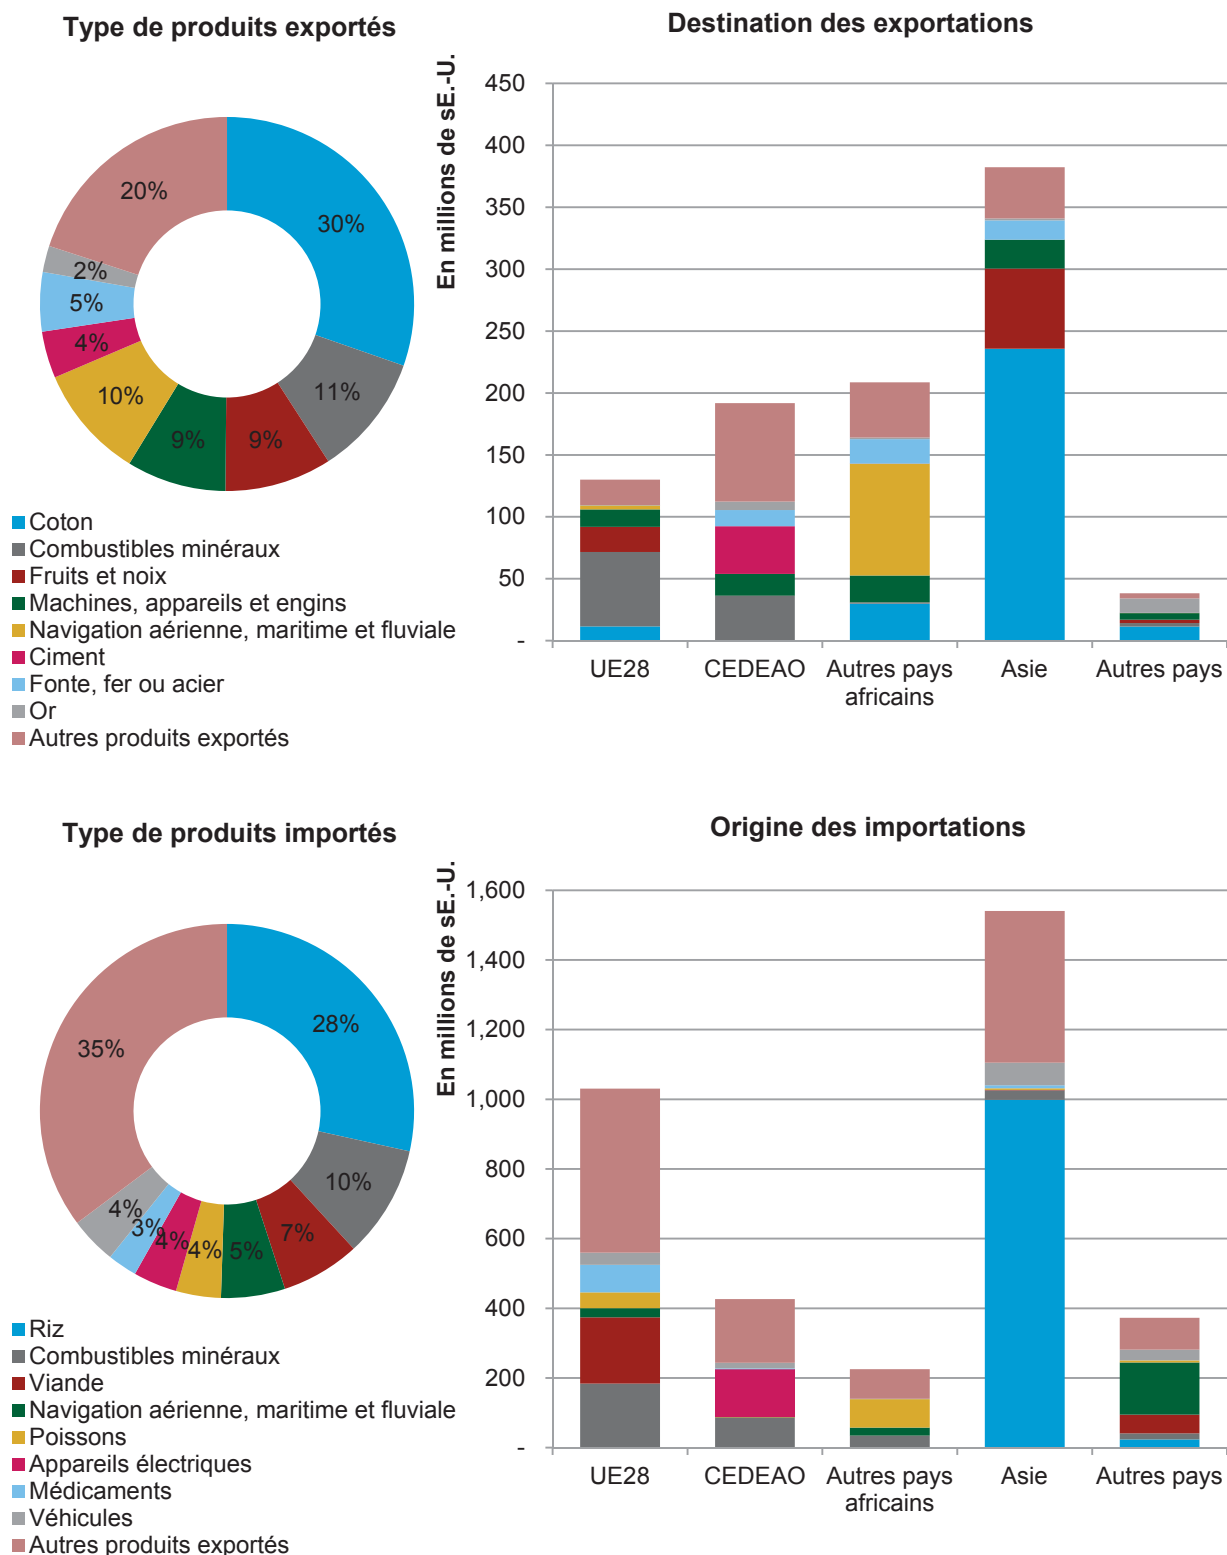 Type de produits exportés
30%
11%
9%
9%
10%
4%
5%
2%
20%
Coton
Combustibles minéraux
Fruits et noix
Machines, appareils et engins
Navigation aérienne, maritime et fluviale
Ciment
Fonte, fer ou acier
Or
Autres produits exportés
Destination des exportations
En millions de sE.-U.
450
400
350
300
250
200
150
100
50
-
UE28
CEDEAO
Autres pays
africains
Asie
Autres pays
Type de produits importés
28%
10%
7%
5%
4%
4%
3%
4%
35%
Riz
Combustibles minéraux
Viande
Navigation aérienne, maritime et fluviale
Poissons
Appareils électriques
Médicaments
Véhicules
Autres produits exportés
Origine des importations
En millions de sE.-U.
1,600
1,400
1,200
1,000
800
600
400
200
-
UE28
CEDEAO
Autres pays
africains
Asie
Autres pays